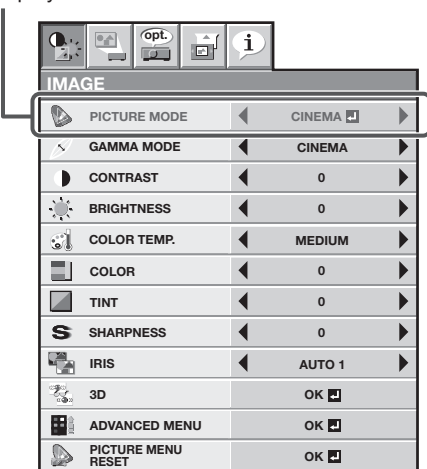 opt.
i
IMAGE
PICTURE MODE CINEMA
GAMMA MODE CINEMA
CONTRAST 0
BRIGHTNESS 0
COLOR TEMP. MEDIUM
COLOR 0
TINT 0
S SHARPNESS 0
IRIS AUTO 1
3D OK
ADVANCED MENU OK
PICTURE MENU
RESET OK